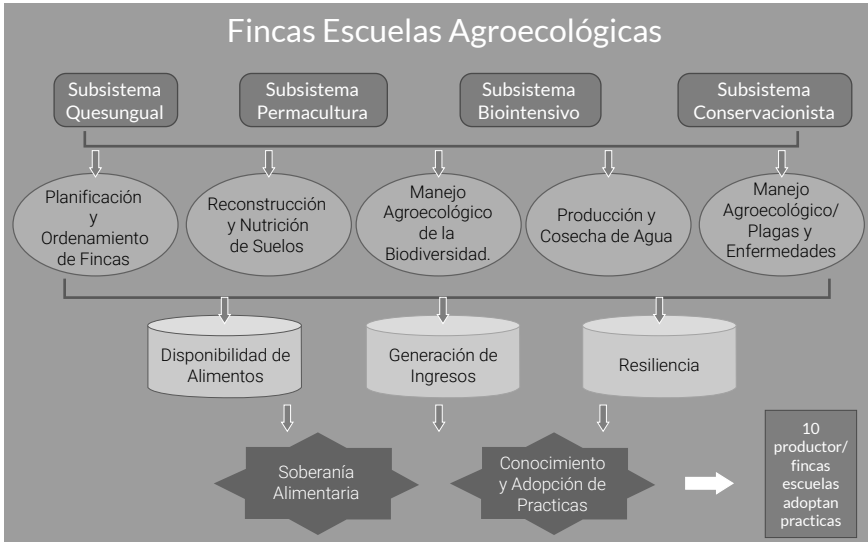 Fincas Escuelas Agroecológicas
Subsistema
Quesungual
Subsistema
Permacultura
Subsistema
Biointensivo
Subsistema
Conservacionista
Planificación
y
Ordenamiento
de Fincas
Reconstrucción
y Nutrición
de Suelos
Manejo
Agroecológico
de la
Biodiversidad.
Producción y
Cosecha de Agua
Manejo
Agroecológico/
Plagas y
Enfermedades
Disponibilidad de
Alimentos
Generación de
Ingresos
Resiliencia
Soberanía
Alimentaria
Conocimiento
y Adopción de
Practicas
10
productor/
fincas
escuelas
adoptan
practicas